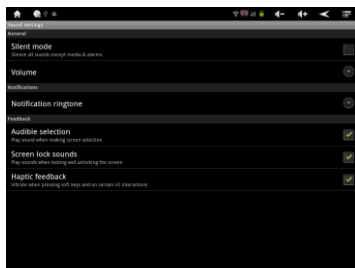 Sound settings
General
Silent mode
Silence all sounds except media & alarms
Volume
Notifications
Notification ringtone
Feedback
Audible selection
Play sound when making screen selection
Screen lock sounds
Play sounds when locking and unlocking the screen
Haptic feedback
Vibrate when pressing soft keys and on certain UI interactions